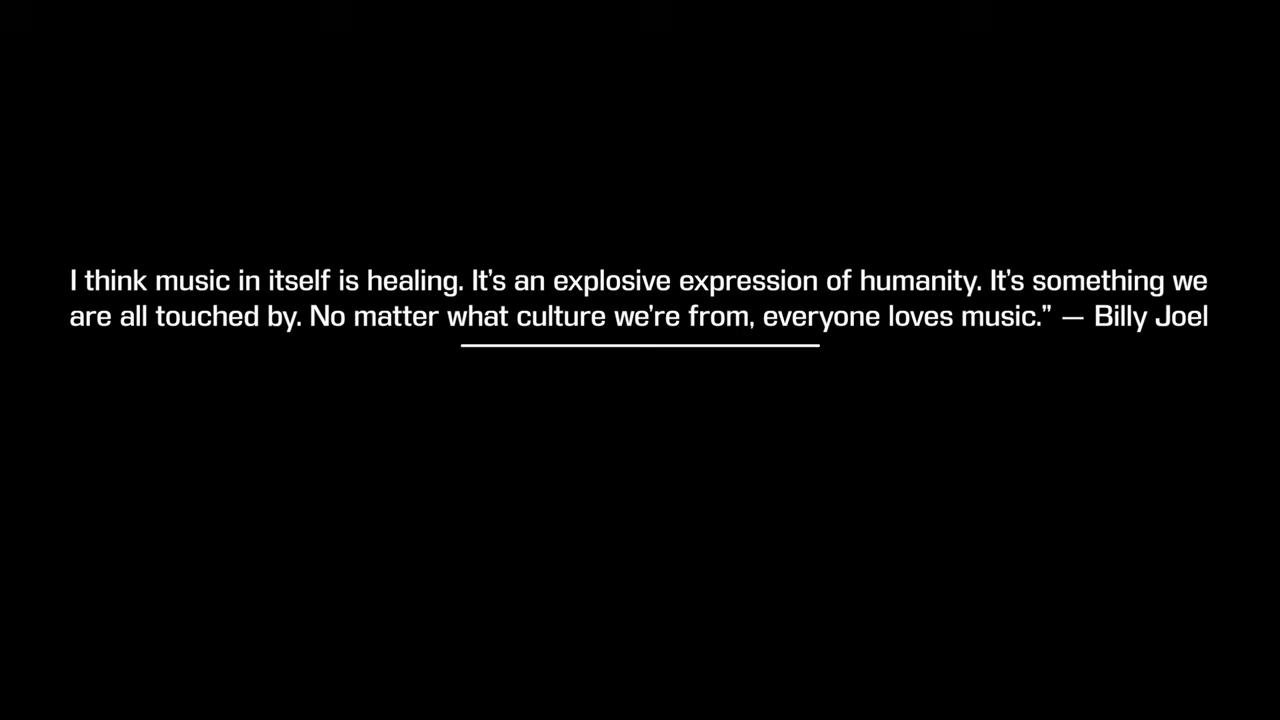 I think music in itself is healing. It's an explosive expression of humanity. It's something we
are all touched by. No matter what culture we're from, everyone loves music.” — Billy Joel